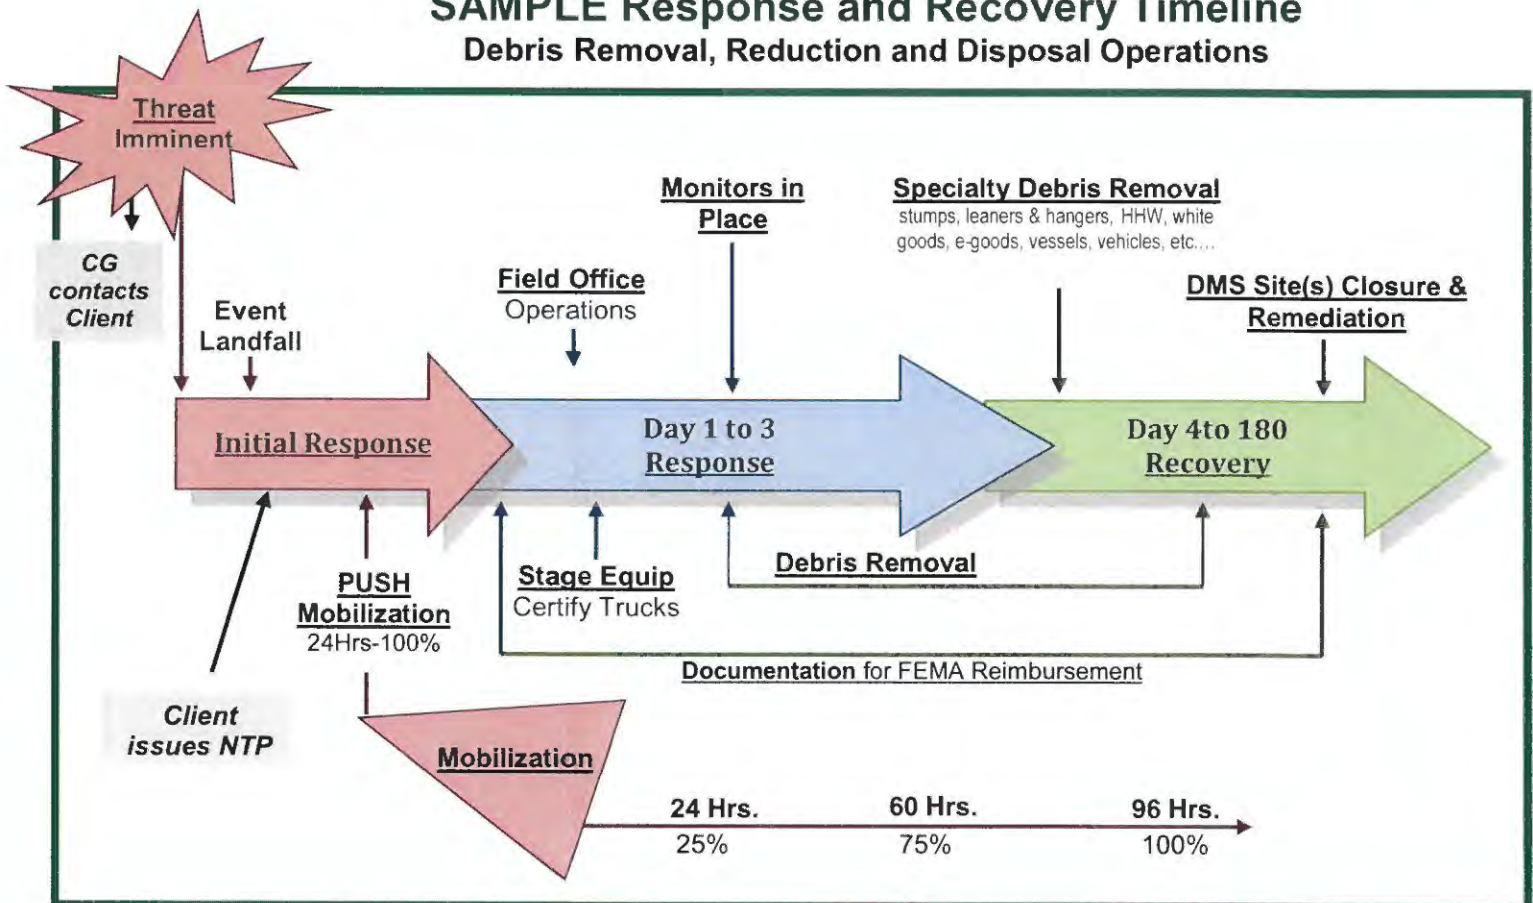 SAMPLE Response and Recovery Timeline
Debris Removal, Reduction and Disposal Operations
Threat
Imminent
CG
contacts
Client
Event
Landfall
Field Office
Operations
Monitors in
Place
Specialty Debris Removal
stumps, leaners & hangers, HHW, white
goods, e-goods, vessels, vehicles, etc....
DMS Site(s) Closure &
Remediation
Initial Response
Day 1 to 3
Response
Day 4to 180
Recovery
PUSH
Mobilization
24Hrs-100%
Stage Equip
Certify Trucks
Debris Removal
Documentation for FEMA Reimbursement
Client
issues NTP
Mobilization
24 Hrs.
25%
60 Hrs.
75%
96 Hrs.
100%